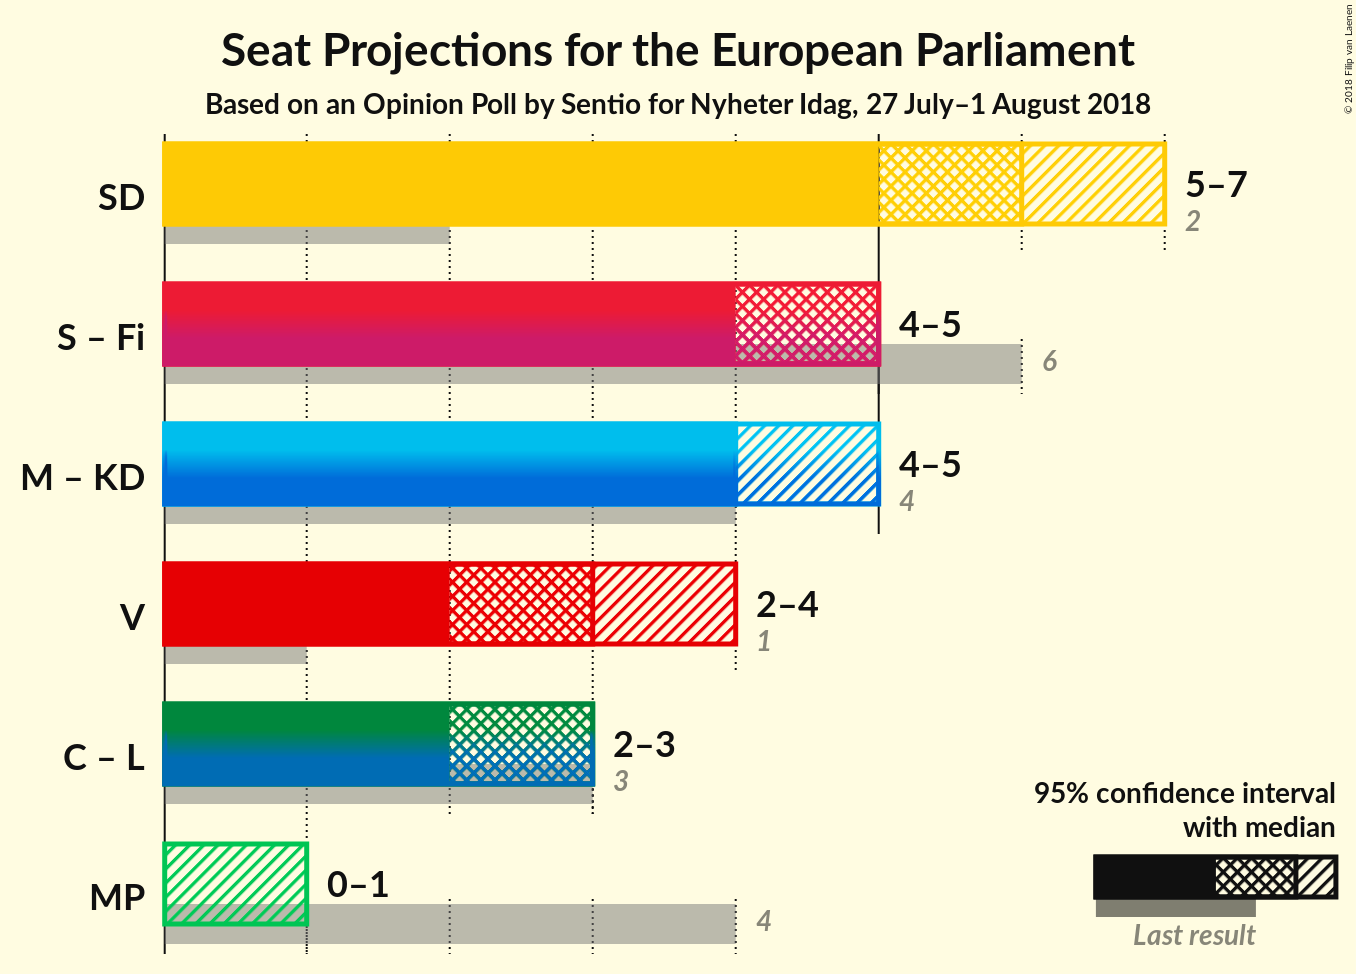 Seat Projections for the European Parliament
Based on an Opinion Poll by Sentio for Nyheter Idag, 27 July–1 August 2018
© 2018 Filip van Laenen
SD
5–7
2
S – Fi
4–5
6
M – KD
4–5
4
V
2–4
1
C – L
2–3
3
MP
0–1
4
95% confidence interval
with median
Last result